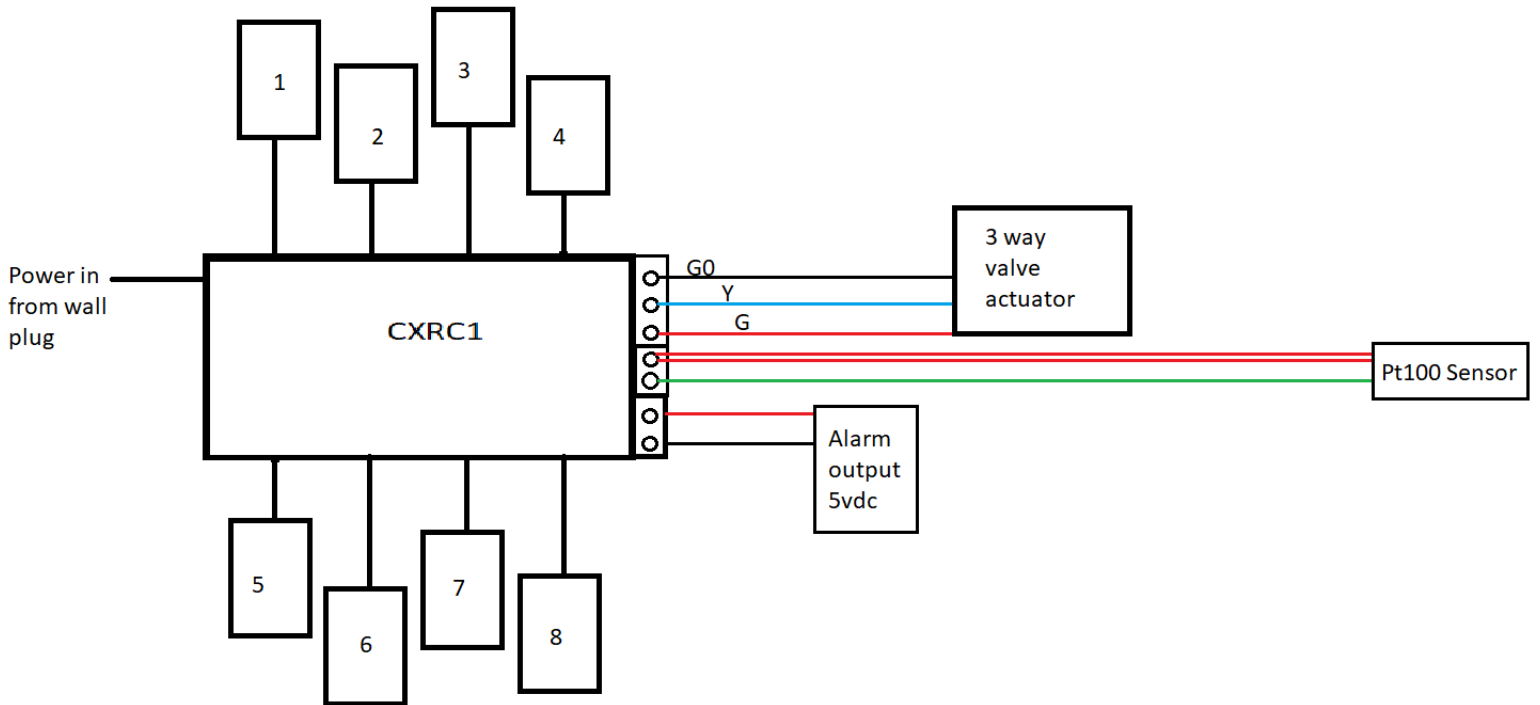 1
2
3
4
Power in
from wall
plug
CXRC1
G0
Y
G
3 way
valve
actuator
Pt100 Sensor
Alarm
output
5vdc
5
6
7
8